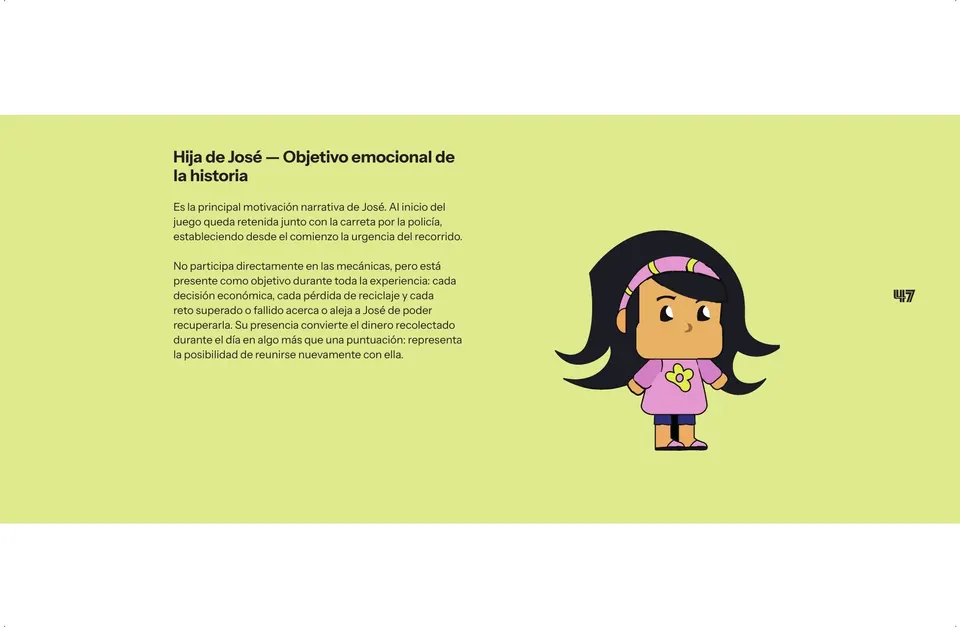 Hija de José — Objetivo emocional de
la historia
Es la principal motivación narrativa de José. Al inicio del
juego queda retenida junto con la carreta por la policía,
estableciendo desde el comienzo la urgencia del recorrido.
No participa directamente en las mecánicas, pero está
presente como objetivo durante toda la experiencia: cada
decisión económica, cada pérdida de reciclaje y cada
reto superado o fallido acerca o aleja a José de poder
recuperarla. Su presencia convierte el dinero recolectado
durante el día en algo más que una puntuación: representa
la posibilidad de reunirse nuevamente con ella.
47